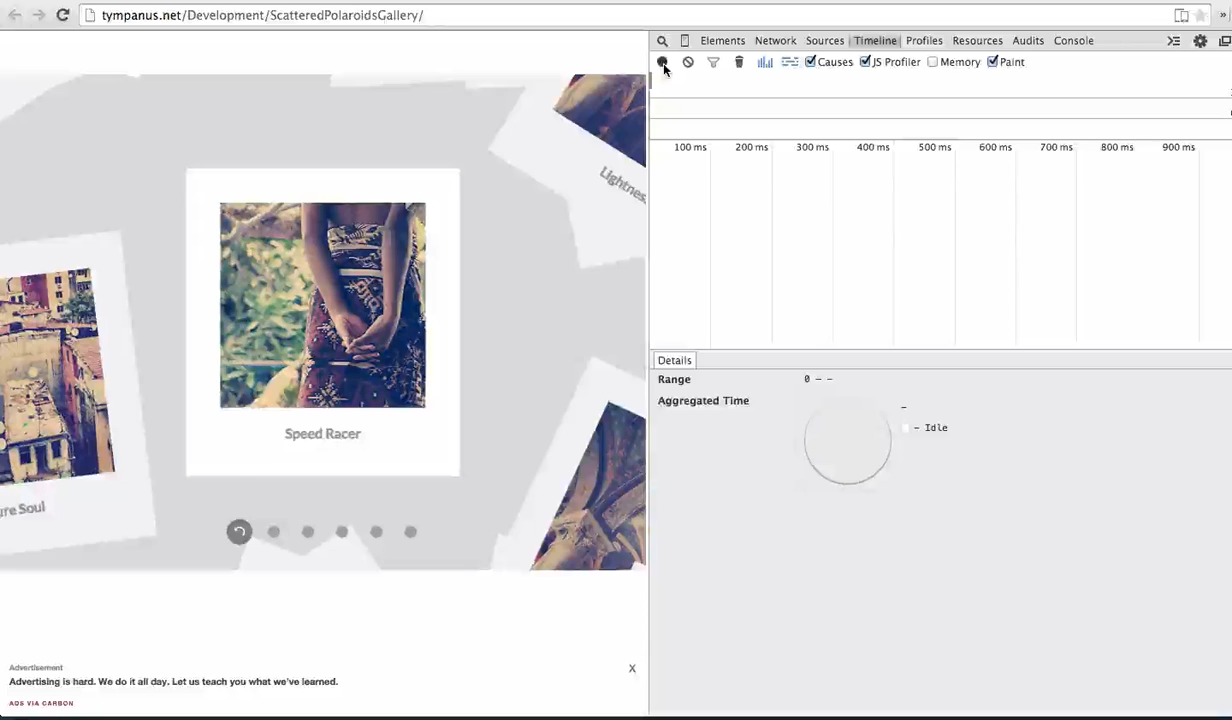 tympanus.net/Development/ScatteredPolaroidsGallery/
»
Elements Network Sources Timeline Profiles Resources Audits Console
Causes JS Profiler Memory Paint
100 ms 200 ms 300 ms 400 ms 500 ms 600 ms 700 ms 800 ms 900 ms
Lightnes
Speed Racer
ure Soul
Details
Range 0 – –
Aggregated Time –
– Idle
Advertisement X
Advertising is hard. We do it all day. Let us teach you what we've learned.
ADS VIA CARBON